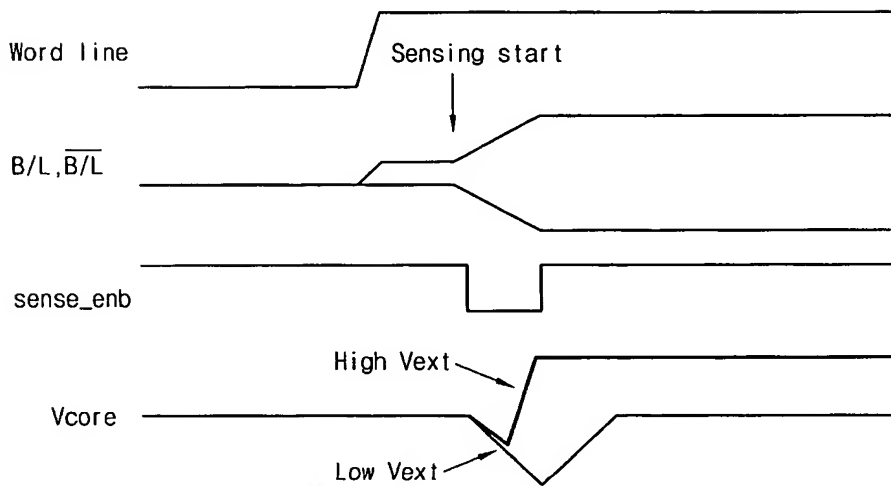 Word line
Sensing start
B/L, B/L
sense_enb
High Vext
Vcore
Low Vext